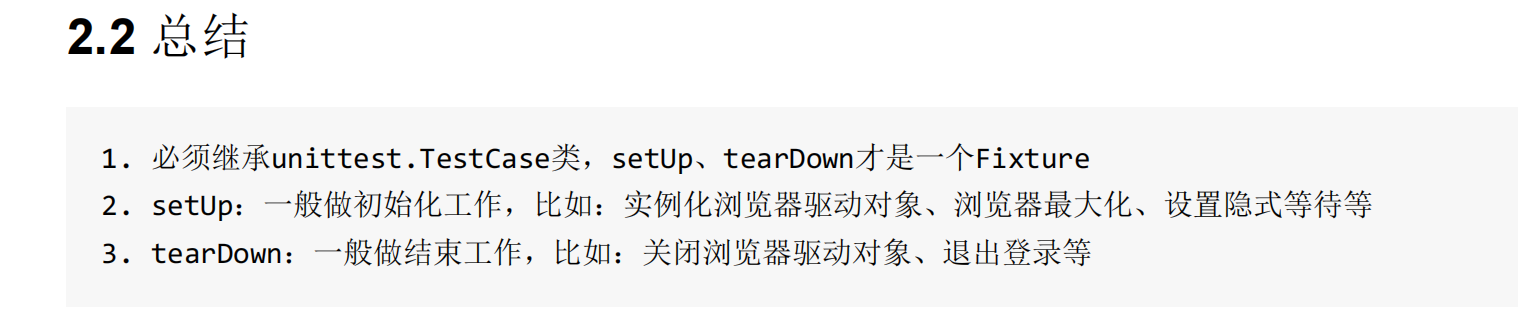 2.2 总结
1. 必须继承unittest.TestCase类，setUp、tearDown才是一个Fixture
2. setUp：一般做初始化工作，比如：实例化浏览器驱动对象、浏览器最大化、设置隐式等待等
3. tearDown：一般做结束工作，比如：关闭浏览器驱动对象、退出登录等